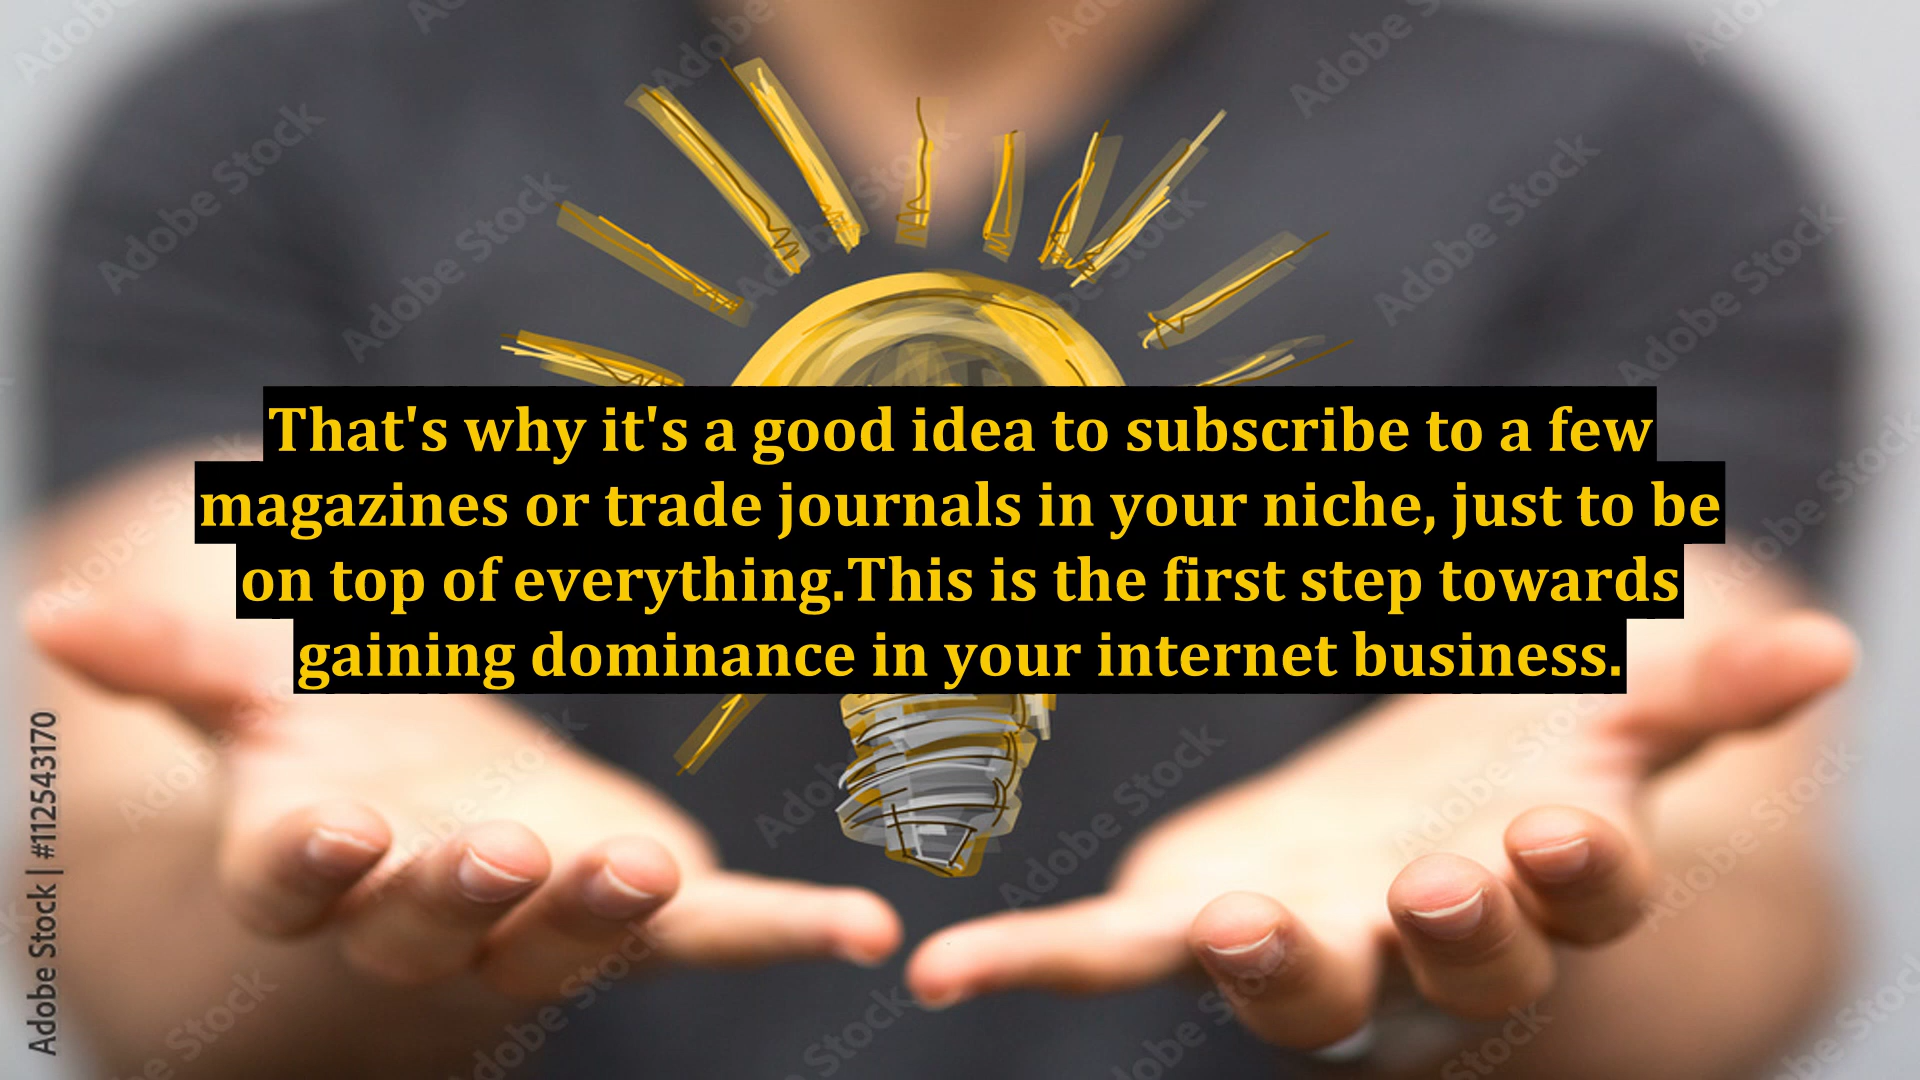 That's why it's a good idea to subscribe to a few
magazines or trade journals in your niche, just to be
on top of everything.This is the first step towards
gaining dominance in your internet business.
Adobe Stock | #112543170
Adobe Stock